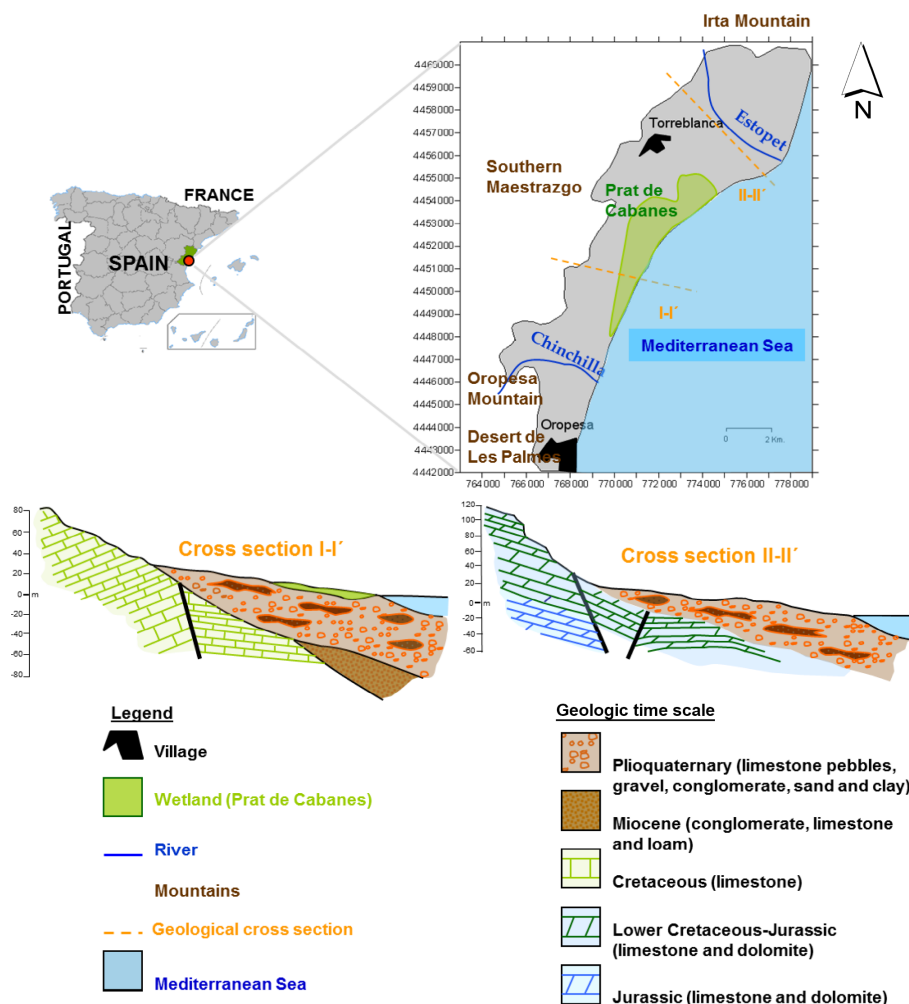 Irta Mountain
4460000
4459000
4458000
4457000
4456000
4454000
4453000
4452000
4451000
4450000
4448000
4447000
4446000
4445000
4444000
4443000
4442000
764000 766000 768000 770000 772000 774000 776000 778000
N
Estopet
Torreblanca
Southern
Maestrazgo
Prat de
Cabanes
II-II´
I-I´
Mediterranean Sea
Chinchilla
Oropesa
Mountain
Oropesa
Desert de
Les Palmes
0 2 Km.
FRANCE
PORTUGAL
SPAIN
Cross section I-I´
80
60
40
20
0 m
-20
-40
-60
-80
Cross section II-II´
120
100
80
60
40
20
0 m
-20
-40
-60
Legend
Village
Wetland (Prat de Cabanes)
River
Mountains
Geological cross section
Mediterranean Sea
Geologic time scale
Plioquaternary (limestone pebbles,
gravel, conglomerate, sand and clay)
Miocene (conglomerate, limestone
and loam)
Cretaceous (limestone)
Lower Cretaceous-Jurassic
(limestone and dolomite)
Jurassic (limestone and dolomite)